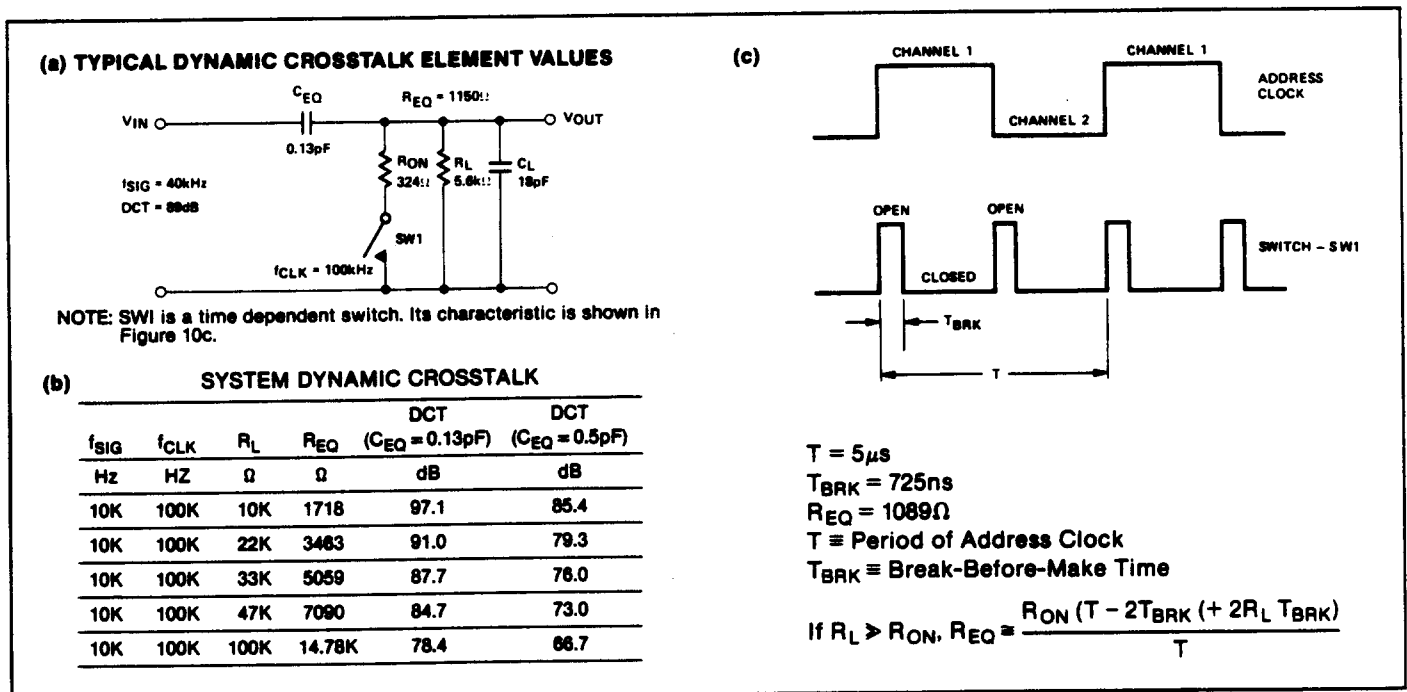 (a) TYPICAL DYNAMIC CROSSTALK ELEMENT VALUES
CEQ
REQ = 1150Ω
VIN
VOUT
0.13pF
RON
324Ω
RL
5.6kΩ
CL
18pF
fSIG = 40kHz
DCT = 89dB
SW1
fCLK = 100kHz
NOTE: SWI is a time dependent switch. Its characteristic is shown in
Figure 10c.
(b) SYSTEM DYNAMIC CROSSTALK
DCT DCT
fSIG fCLK RL REQ (CEQ = 0.13pF) (CEQ = 0.5pF)
Hz HZ Ω Ω dB dB
10K 100K 10K 1718 97.1 85.4
10K 100K 22K 3463 91.0 79.3
10K 100K 33K 5059 87.7 76.0
10K 100K 47K 7090 84.7 73.0
10K 100K 100K 14.78K 78.4 66.7
(c)
CHANNEL 1 CHANNEL 1
ADDRESS
CLOCK
CHANNEL 2
OPEN OPEN
SWITCH – SW1
CLOSED
TBRK
T
T = 5µs
TBRK = 725ns
REQ = 1089Ω
T ≡ Period of Address Clock
TBRK ≡ Break-Before-Make Time
If RL ≫ RON, REQ ≅ RON (T − 2TBRK (+ 2RL TBRK)
T